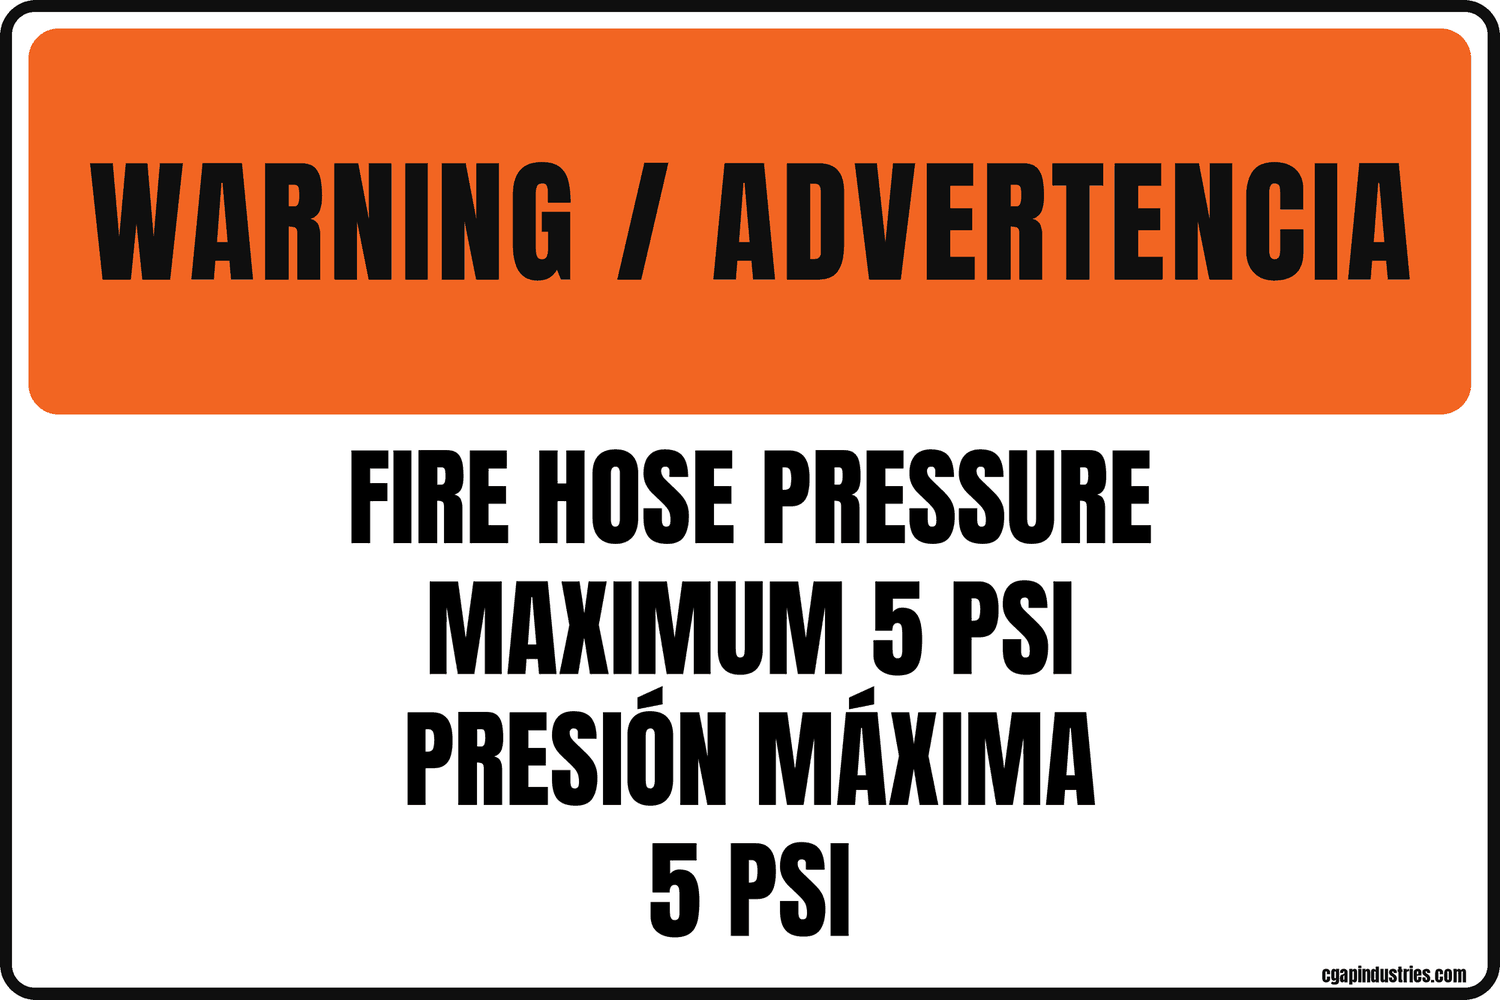 WARNING / ADVERTENCIA
FIRE HOSE PRESSURE
MAXIMUM 5 PSI
PRESIÓN MÁXIMA
5 PSI
cgapindustries.com